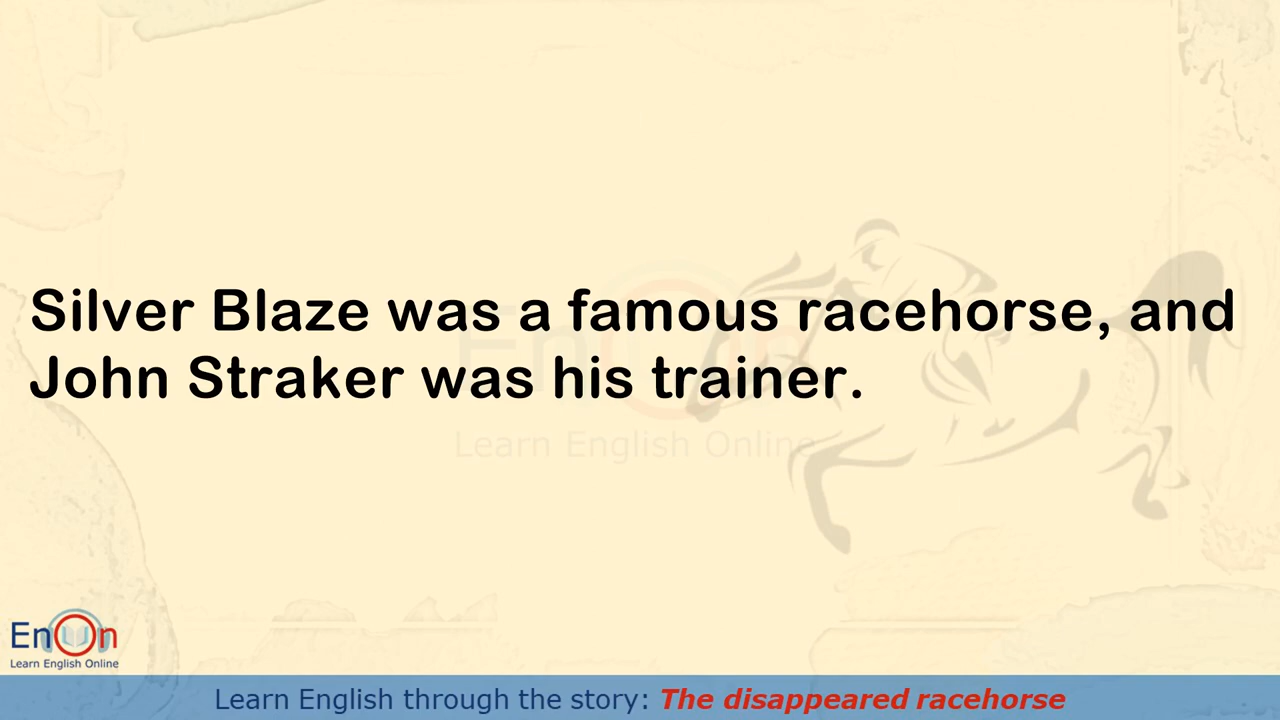 Silver Blaze was a famous racehorse, and
John Straker was his trainer.
Learn English Online
EnOn
Learn English Online
Learn English through the story: The disappeared racehorse